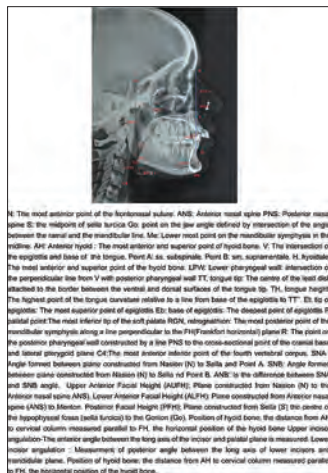 N: The most anterior point of the frontonasal suture. ANS: Anterior nasal spine PNS: Posterior nasal
spine S: the midpoint of sella turcica Go: point on the jaw angle defined by intersection of the angle
between the ramal and the mandibular line. Me: Lower most point on the mandibular symphysis in the
midline. AH: Anterior hyoid : The most anterior and superior point of hyoid bone. V: The intersection of
the epiglottis and base of the tongue. Point A: ss. subspinale. Point B: sm, supramentale. H, hyoidale:
The most anterior and superior point of the hyoid bone. LPW: Lower pharyngeal wall: intersection of
the perpendicular line from V with posterior pharyngeal wall TT, tongue tip: The centre of the least disk
attached to the border between the ventral and dorsal surfaces of the tongue tip. TH, tongue height:
The highest point of the tongue curvature relative to a line from base of the epiglottis to TT'. Et: tip of
epiglottis: The most superior point of epiglottis Eb: base of epiglottis: The deepest point of epiglottis P
palatal point:The most inferior tip of the soft palate RGN, retrognathion: The most posterior point of the
mandibular symphysis along a line perpendicular to the FH(Frankfort horizontal) plane R: The point on
the posterior pharyngeal wall constructed by a line PNS to the cross-sectional point of the cranial base
and lateral pterygoid plane C4:The most anterior inferior point of the fourth vertebral corpus. SNA-
Angle formed between plane constructed from Nasion (N) to Sella and Point A. SNB: Angle formed
between plane constructed from Nasion (N) to Sella nd Point B. ANB: is the difference between SNA
and SNB angle. Upper Anterior Facial Height (AUFH): Plane constructed from Nasion (N) to the
Anterior nasal spine ANS), Lower Anterior Facial Height (ALFH): Plane constructed from Anterior nasal
spine (ANS) to Menton. Posterior Facial Height (PFH); Plane constructed from Sella (S) the centre of
the hypophyseal fossa (sella turcica) to the Gonion (Go). Position of hyoid bone, the distance from AH
to cervical column measured parallel to FH, the horizontal position of the hyoid bone Upper incisor
angulation-The anterior angle between the long axis of the incisor and palatal plane is measured. Lower
incisor angulation : Measurment of posterior angle between the long axis of lower incisors and
mandibular plane. Position of hyoid bone: the distance from AH to cervical column measured parallel
to FH, the horizontal position of the hyoid bone.